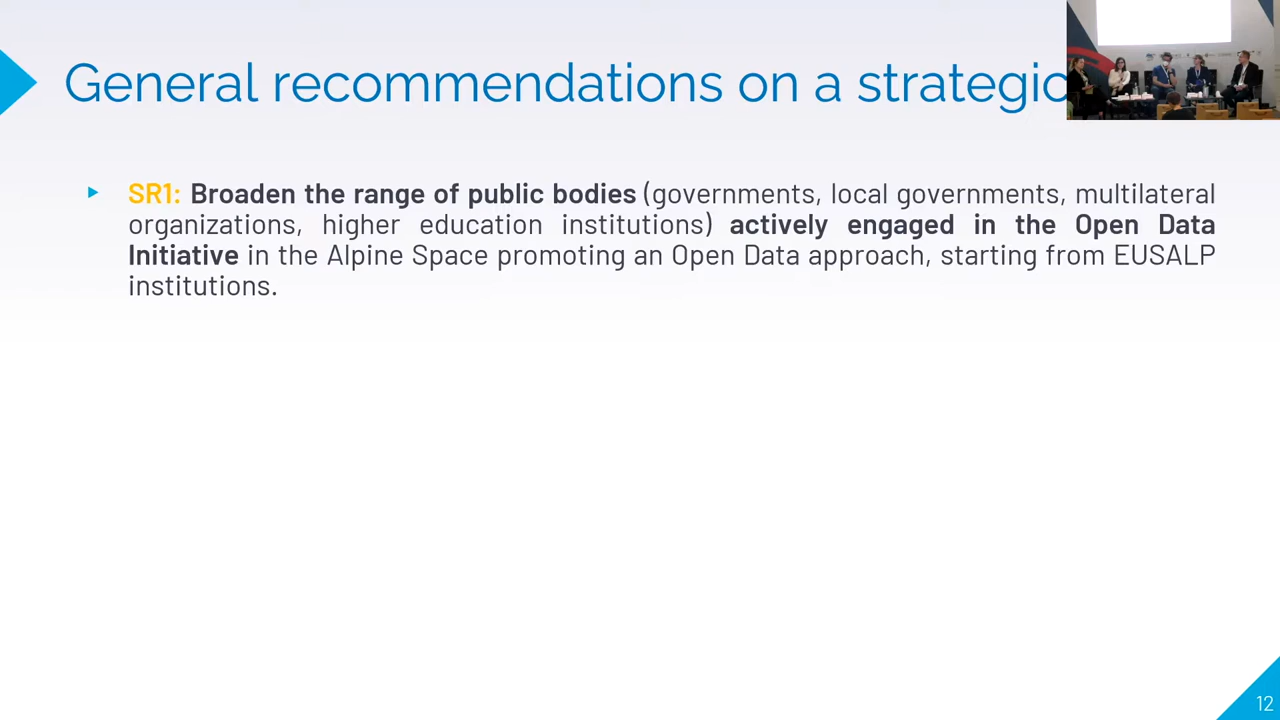 General recommendations on a strategic
SR1: Broaden the range of public bodies (governments, local governments, multilateral
organizations, higher education institutions) actively engaged in the Open Data
Initiative in the Alpine Space promoting an Open Data approach, starting from EUSALP
institutions.
12